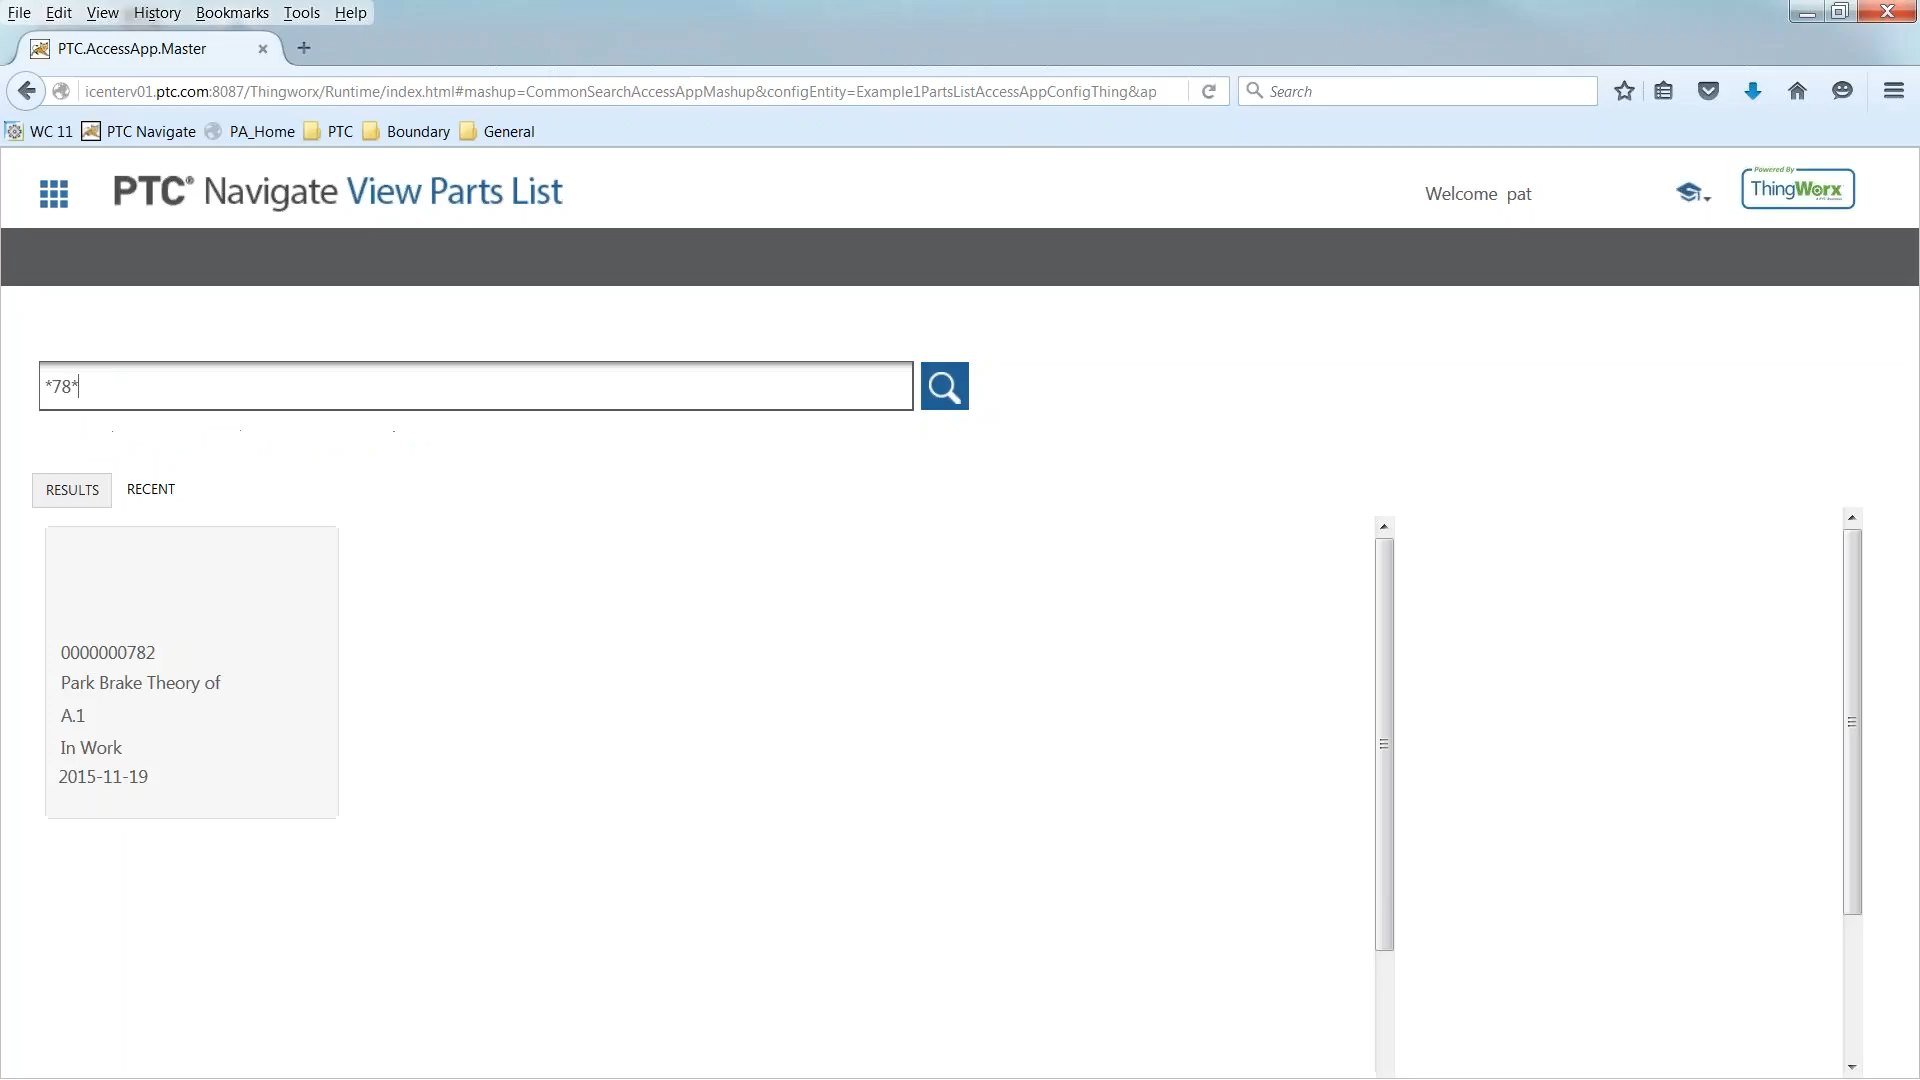 File Edit View History Bookmarks Tools Help
PTC.AccessApp.Master
icenterv01.ptc.com:8087/Thingworx/Runtime/index.html#mashup=CommonSearchAccessAppMashup&configEntity=Example1PartsListAccessAppConfigThing&ap
Search
WC 11 PTC Navigate PA_Home PTC Boundary General
PTC® Navigate View Parts List
Welcome pat
Powered By
ThingWorx
*78*
RESULTS RECENT
0000000782
Park Brake Theory of
A.1
In Work
2015-11-19